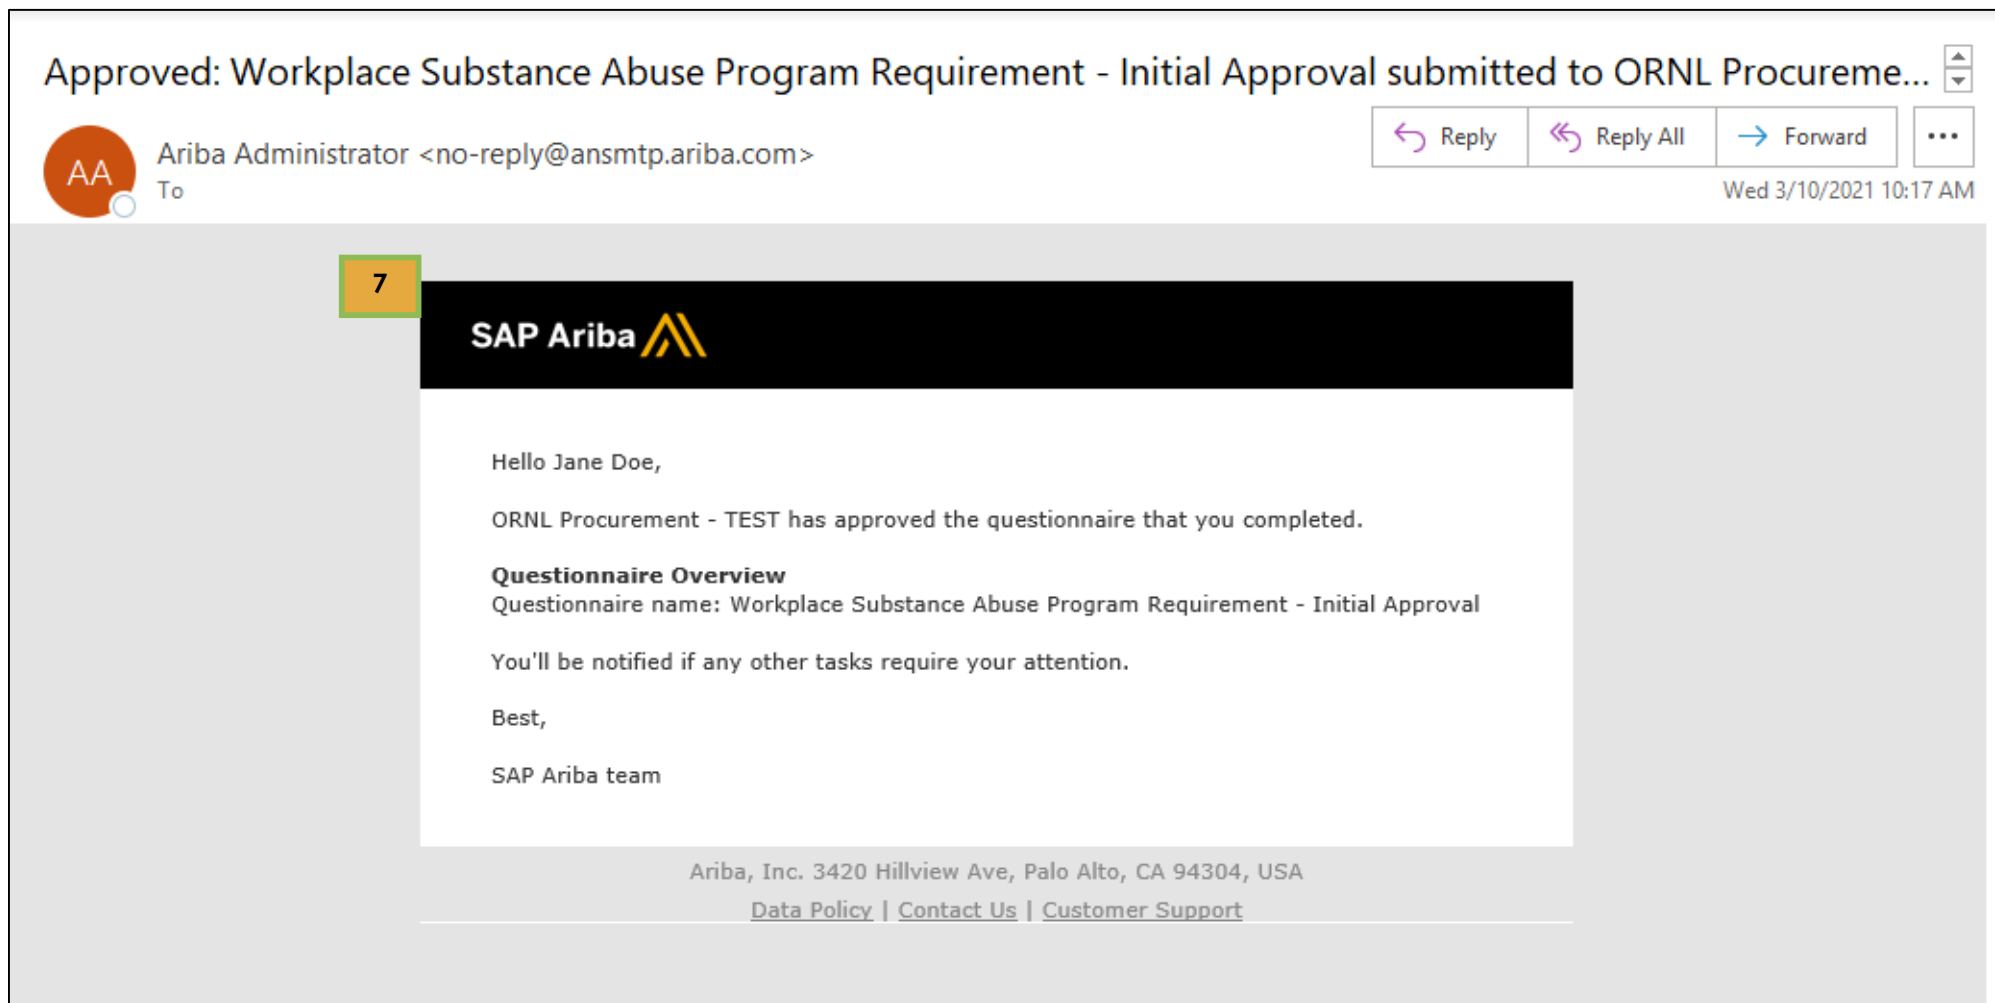 Approved: Workplace Substance Abuse Program Requirement - Initial Approval submitted to ORNL Procureme...
AA
Ariba Administrator <no-reply@ansmtp.ariba.com>
To
Reply
Reply All
Forward
Wed 3/10/2021 10:17 AM
7
SAP Ariba
Hello Jane Doe,
ORNL Procurement - TEST has approved the questionnaire that you completed.
Questionnaire Overview
Questionnaire name: Workplace Substance Abuse Program Requirement - Initial Approval
You'll be notified if any other tasks require your attention.
Best,
SAP Ariba team
Ariba, Inc. 3420 Hillview Ave, Palo Alto, CA 94304, USA
Data Policy | Contact Us | Customer Support